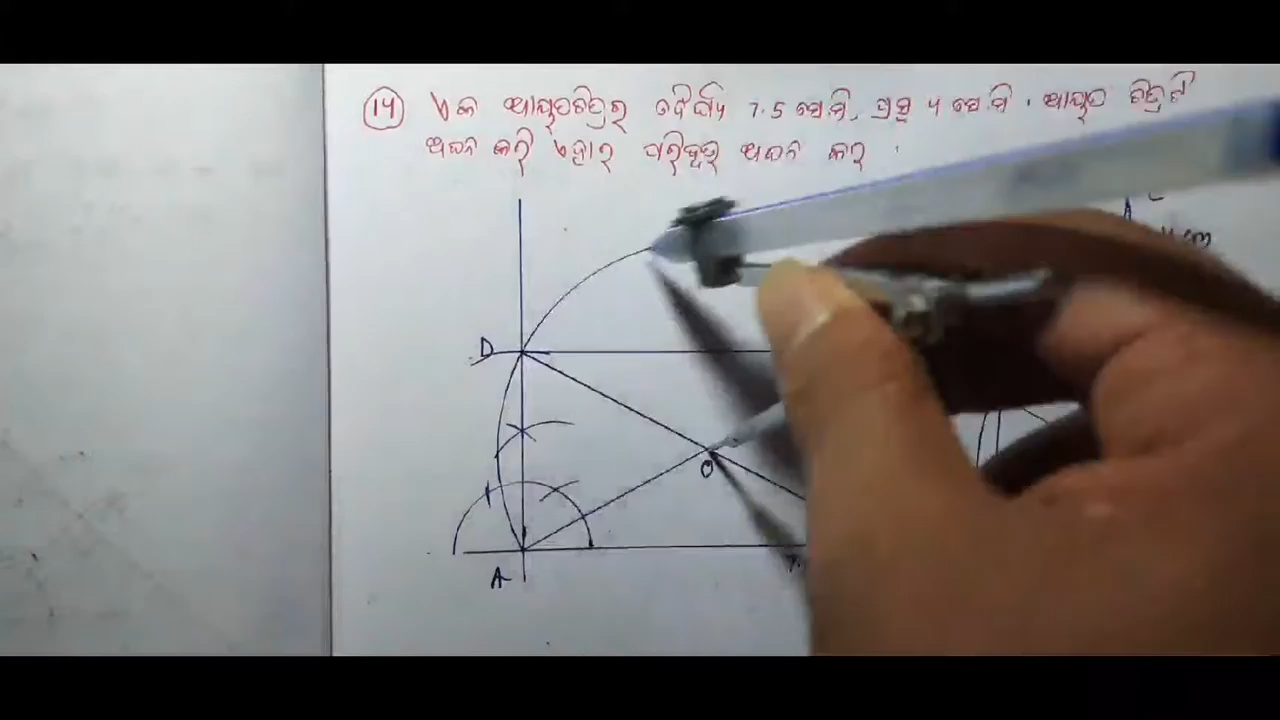 14 ଏକ ଆୟତଚିତ୍ରର ଦୈର୍ଘ୍ୟ 7.5 ସେ.ମି. ପ୍ରସ୍ଥ 4 ସେ.ମି. ଆୟତ ଚିତ୍ରଟି
ଅଙ୍କନ କରି ଏହାର ପରିବୃତ୍ତ ଅଙ୍କନ କର ।
D
O
A